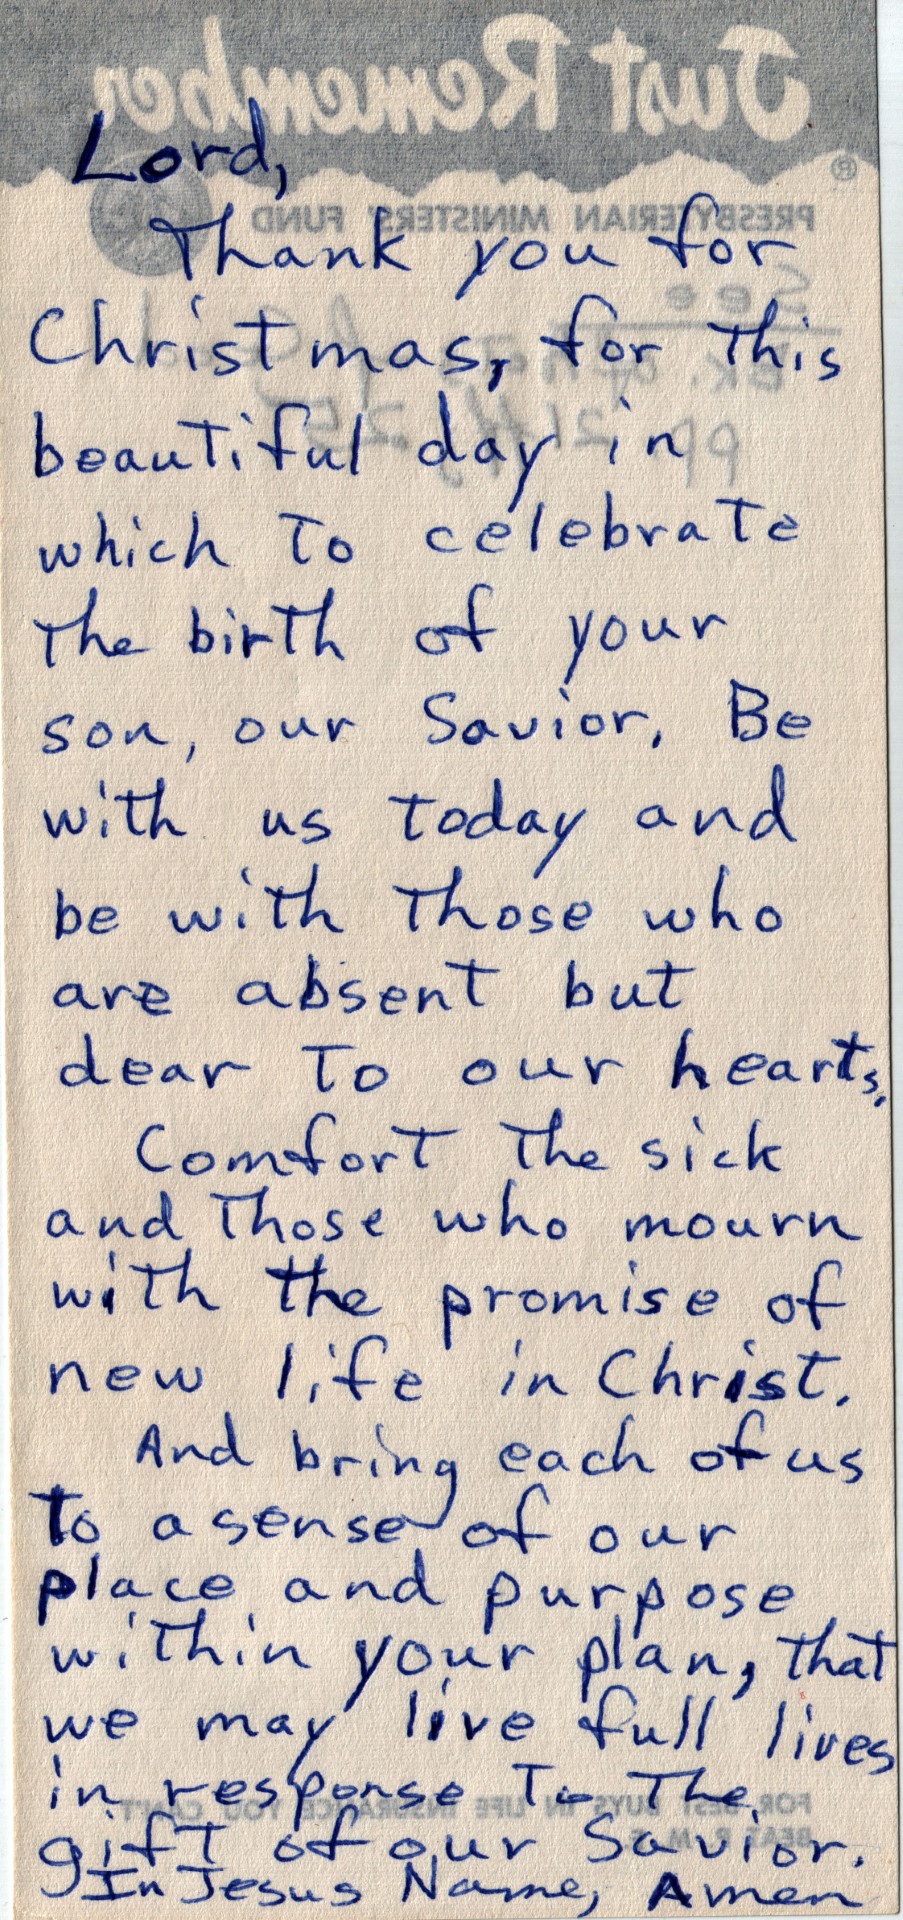 Just Remember
®
Lord,
PRESBYTERIAN MINISTERS' FUND
Thank you for
see
Christmas, for this
beautiful day in
which to celebrate
the birth of your
son, our Savior. Be
with us today and
be with those who
are absent but
dear to our hearts.
Comfort the sick
and those who mourn
with the promise of
new life in Christ.
And bring each of us
to a sense of our
place and purpose
within your plan, that
we may live full lives
in response to the
FOR BEST BUYS IN LIFE INSURANCE YOU CAN'T
BEAT P. M. F.
gift of our Savior.
In Jesus Name, Amen